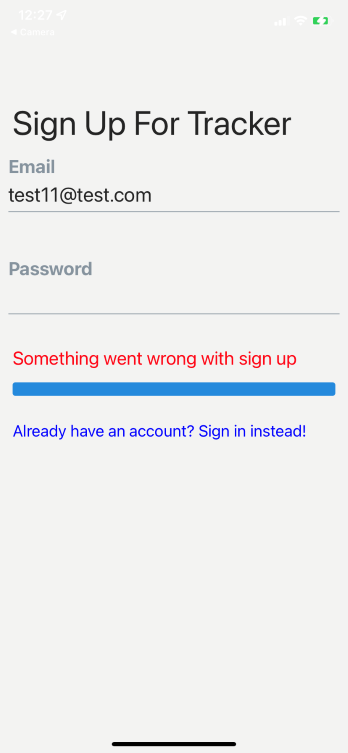 12:27
Camera
Sign Up For Tracker
Email
test11@test.com
Password
Something went wrong with sign up
Already have an account? Sign in instead!